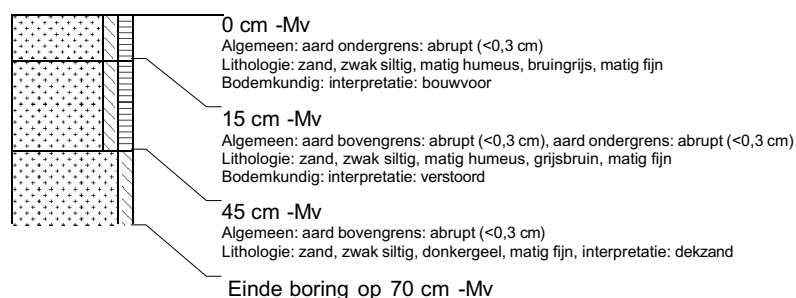 0 cm -Mv
Algemeen: aard ondergrens: abrupt (<0,3 cm)
Lithologie: zand, zwak siltig, matig humeus, bruingrijs, matig fijn
Bodemkundig: interpretatie: bouwvoor
15 cm -Mv
Algemeen: aard bovengrens: abrupt (<0,3 cm), aard ondergrens: abrupt (<0,3 cm)
Lithologie: zand, zwak siltig, matig humeus, grijsbruin, matig fijn
Bodemkundig: interpretatie: verstoord
45 cm -Mv
Algemeen: aard bovengrens: abrupt (<0,3 cm)
Lithologie: zand, zwak siltig, donkergeel, matig fijn, interpretatie: dekzand
Einde boring op 70 cm -Mv